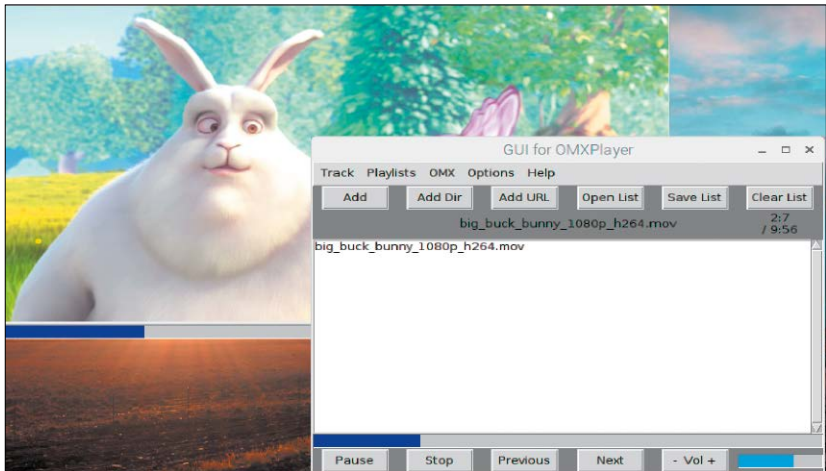 GUI for OMXPlayer
Track Playlists OMX Options Help
Add Add Dir Add URL Open List Save List Clear List
big_buck_bunny_1080p_h264.mov 2:7
/ 9:56
big_buck_bunny_1080p_h264.mov
Pause Stop Previous Next - Vol +